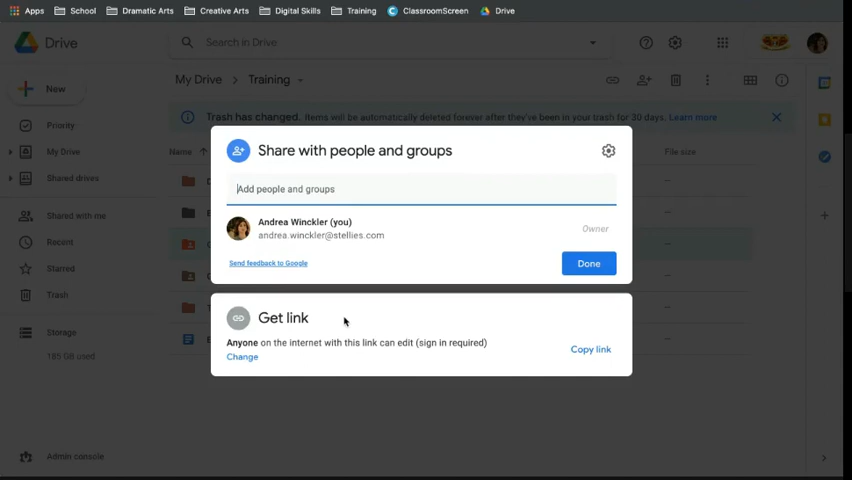 Apps School Dramatic Arts Creative Arts Digital Skills Training ClassroomScreen Drive
Drive
Search in Drive
New
My Drive Training
Trash has changed. Items will be automatically deleted forever after they've been in your trash for 30 days. Learn more
Priority
My Drive
Shared drives
Shared with me
Recent
Starred
Trash
Storage
185 GB used
Admin console
Name
File size
Share with people and groups
Add people and groups
Andrea Winckler (you)
andrea.winckler@stellies.com
Owner
Send feedback to Google
Done
Get link
Anyone on the internet with this link can edit (sign in required)
Change
Copy link